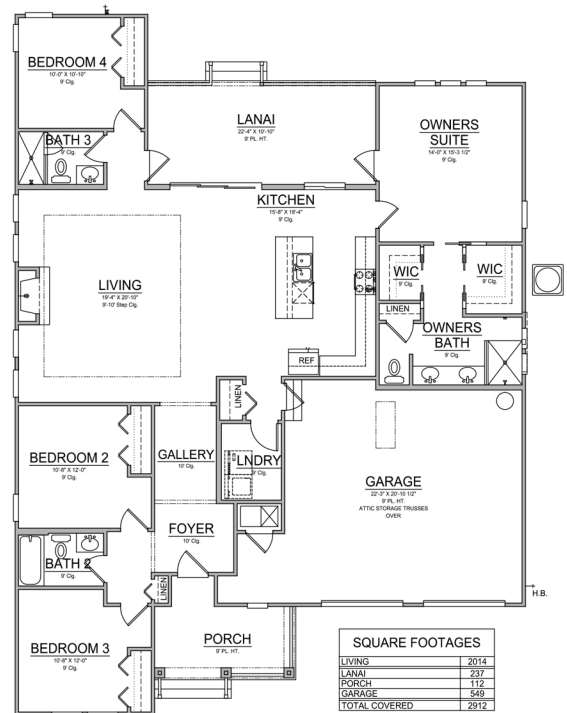 BEDROOM 4
10'-0" X 10'-10"
9' Clg.
LANAI
22'-4" X 10'-10"
9' PL. HT.
OWNERS
SUITE
14'-0" X 15'-3 1/2"
9' Clg.
BATH 3
9' Clg.
KITCHEN
15'-8" X 18'-4"
9' Clg.
LIVING
19'-4" X 20'-10"
9'-10' Step Clg.
WIC
9' Clg.
WIC
9' Clg.
LINEN
OWNERS
BATH
9' Clg.
REF
LINEN
BEDROOM 2
10'-8" X 12'-0"
9' Clg.
GALLERY
10' Clg.
LNDRY
9' Clg.
GARAGE
22'-3" X 20'-10 1/2"
9' PL. HT.
ATTIC STORAGE TRUSSES
OVER
FOYER
10' Clg.
BATH 2
9' Clg.
LINEN
H.B.
BEDROOM 3
10'-8" X 12'-0"
9' Clg.
PORCH
9' PL. HT.
SQUARE FOOTAGES
LIVING 2014
LANAI 237
PORCH 112
GARAGE 549
TOTAL COVERED 2912